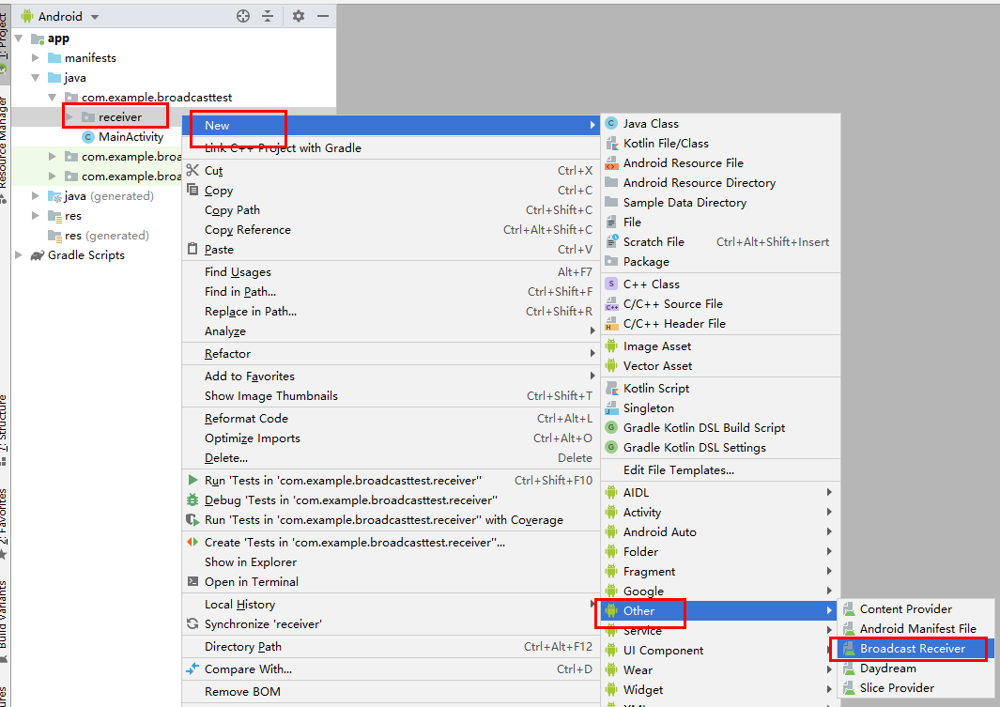 Android
1: Project
Resource Manager
7: Structure
2: Favorites
Build Variants
app
manifests
java
com.example.broadcasttest
receiver
MainActivity
com.example.broa
com.example.broa
java (generated)
res
res (generated)
Gradle Scripts
New
Link C++ Project with Gradle
Cut Ctrl+X
Copy Ctrl+C
Copy Path Ctrl+Shift+C
Copy Reference Ctrl+Alt+Shift+C
Paste Ctrl+V
Find Usages Alt+F7
Find in Path... Ctrl+Shift+F
Replace in Path... Ctrl+Shift+R
Analyze
Refactor
Add to Favorites
Show Image Thumbnails Ctrl+Shift+T
Reformat Code Ctrl+Alt+L
Optimize Imports Ctrl+Alt+O
Delete... Delete
Run 'Tests in 'com.example.broadcasttest.receiver'' Ctrl+Shift+F10
Debug 'Tests in 'com.example.broadcasttest.receiver''
Run 'Tests in 'com.example.broadcasttest.receiver'' with Coverage
Create 'Tests in 'com.example.broadcasttest.receiver''...
Show in Explorer
Open in Terminal
Local History
Synchronize 'receiver'
Directory Path Ctrl+Alt+F12
Compare With... Ctrl+D
Remove BOM
Java Class
Kotlin File/Class
Android Resource File
Android Resource Directory
Sample Data Directory
File
Scratch File Ctrl+Alt+Shift+Insert
Package
C++ Class
C/C++ Source File
C/C++ Header File
Image Asset
Vector Asset
Kotlin Script
Singleton
Gradle Kotlin DSL Build Script
Gradle Kotlin DSL Settings
Edit File Templates...
AIDL
Activity
Android Auto
Folder
Fragment
Google
Other
Service
UI Component
Wear
Widget
Content Provider
Android Manifest File
Broadcast Receiver
Daydream
Slice Provider